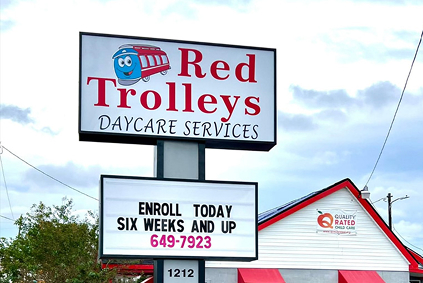 Red
Trolleys
DAYCARE SERVICES
ENROLL TODAY
SIX WEEKS AND UP
649-7923
1212
QUALITY
RATED
CHILD CARE